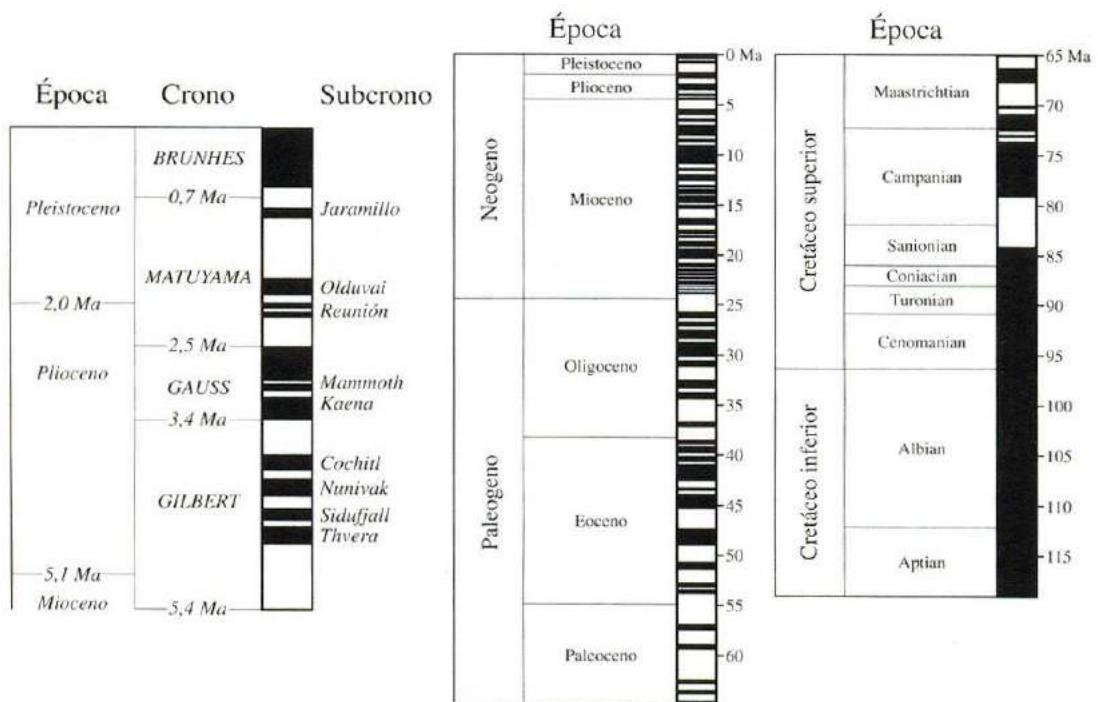 Época Crono Subcrono
BRUNHES
0,7 Ma
Pleistoceno
Jaramillo
MATUYAMA
Olduvai
2,0 Ma
Reunión
2,5 Ma
Plioceno
GAUSS
Mammoth
Kaena
3,4 Ma
Cochitl
Nunivak
GILBERT
Sidufjall
Thvera
5,1 Ma
Mioceno
5,4 Ma
Época
0 Ma
Pleistoceno
Plioceno
5
10
Neogeno
Mioceno
15
20
25
Oligoceno
30
35
40
Paleogeno
Eoceno
45
50
55
Paleoceno
60
Época
65 Ma
Maastrichtian
70
75
Campanian
Cretáceo superior
80
Sanionian
85
Coniacian
Turonian
90
Cenomanian
95
100
Cretáceo inferior
Albian
105
110
Aptian
115